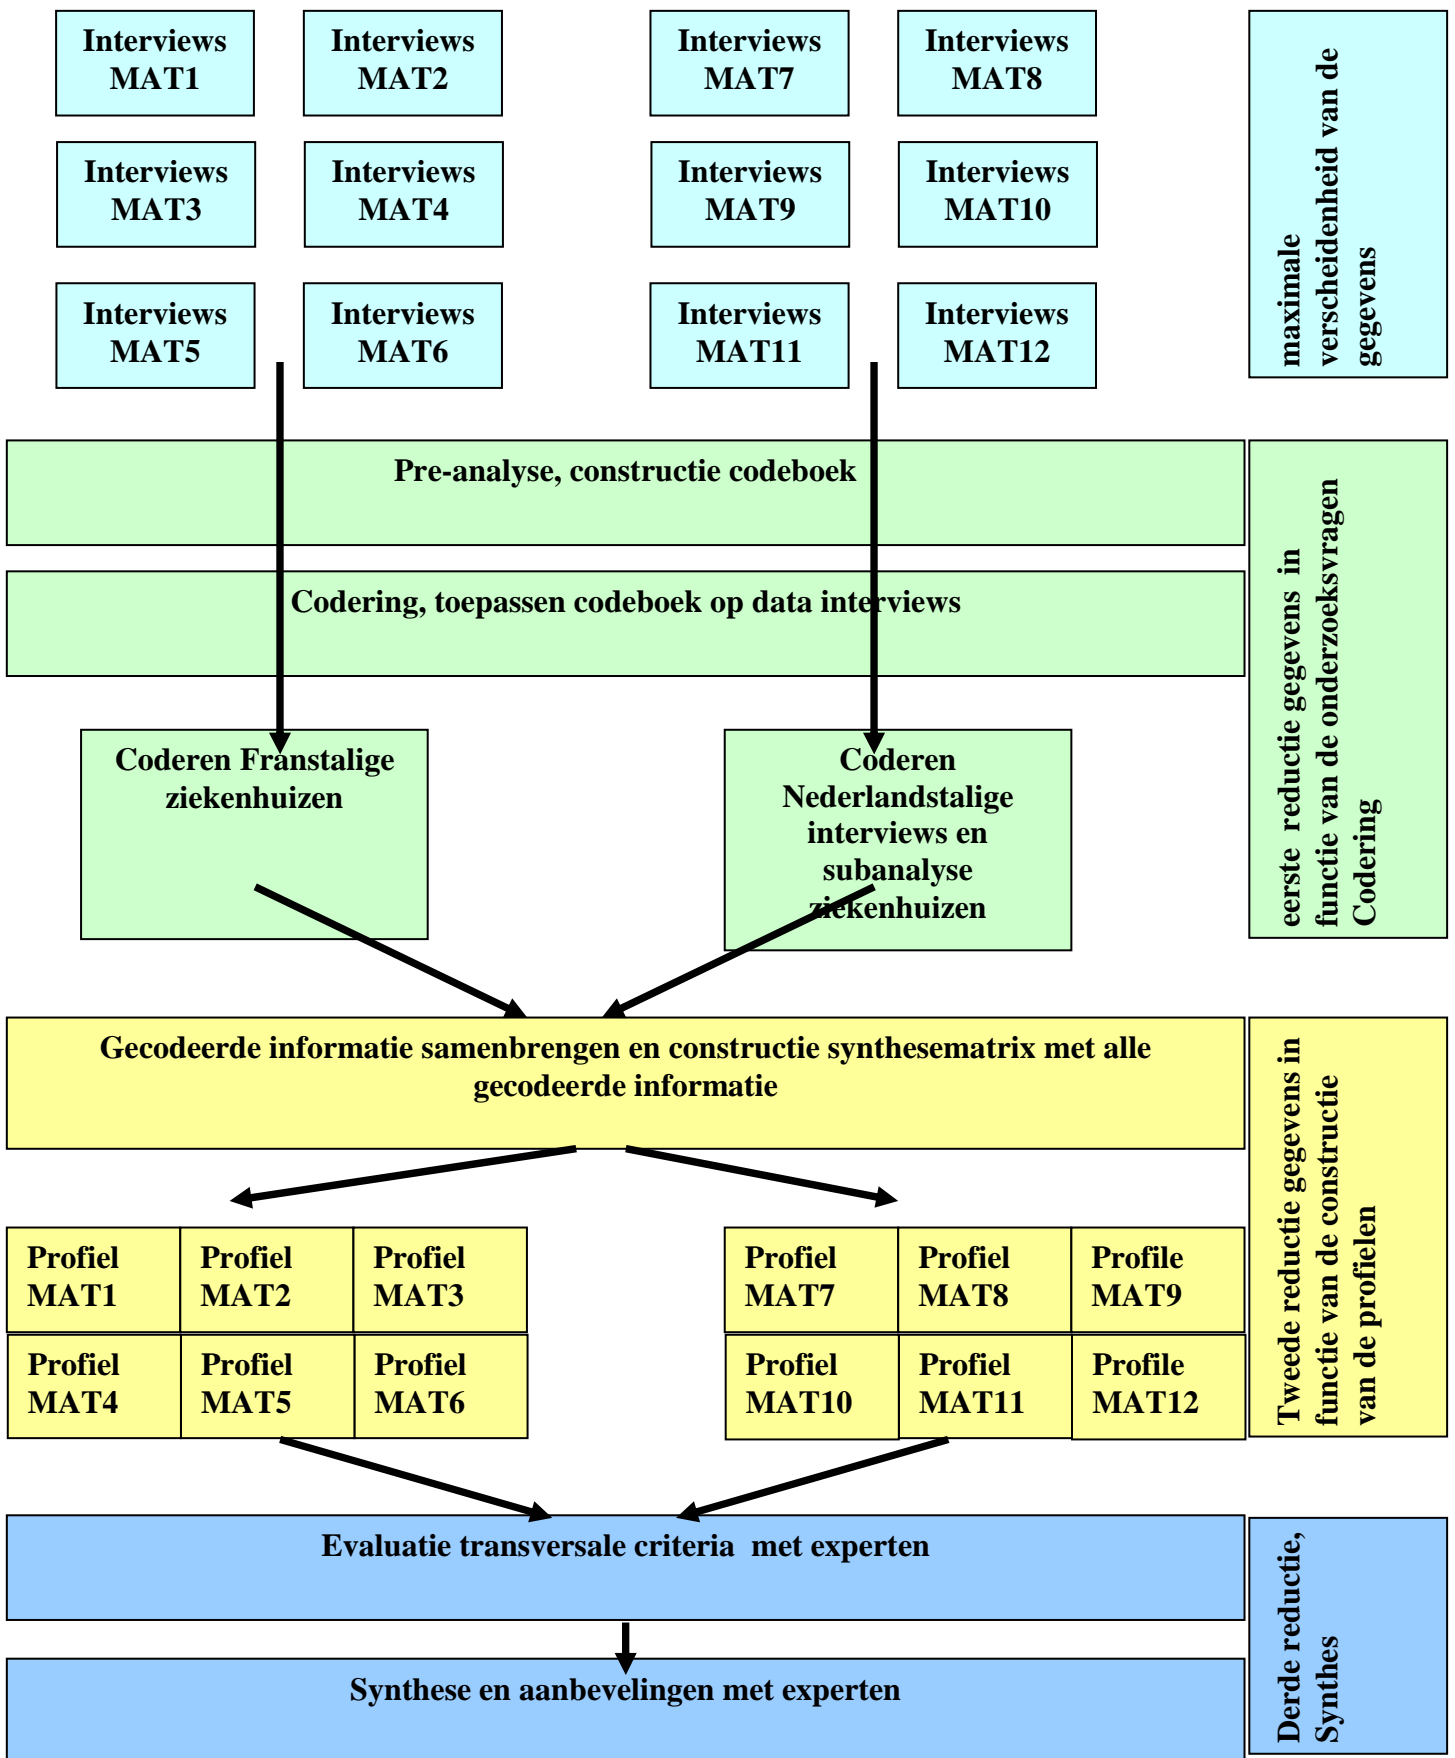 Interviews
MAT1
Interviews
MAT2
Interviews
MAT7
Interviews
MAT8
Interviews
MAT3
Interviews
MAT4
Interviews
MAT9
Interviews
MAT10
Interviews
MAT5
Interviews
MAT6
Interviews
MAT11
Interviews
MAT12
maximale
verscheidenheid van de
gegevens
Pre-analyse, constructie codeboek
Codering, toepassen codeboek op data interviews
Coderen Franstalige
ziekenhuizen
Coderen
Nederlandstalige
interviews en
subanalyse
ziekenhuizen
eerste  reductie gegevens  in
functie van de onderzoeksvragen
Codering
Gecodeerde informatie samenbrengen en constructie synthesematrix met alle
gecodeerde informatie
Profiel
MAT1
Profiel
MAT2
Profiel
MAT3
Profiel
MAT7
Profiel
MAT8
Profile
MAT9
Profiel
MAT4
Profiel
MAT5
Profiel
MAT6
Profiel
MAT10
Profiel
MAT11
Profile
MAT12
Tweede reductie gegevens in
functie van de constructie
van de profielen
Evaluatie transversale criteria  met experten
Synthese en aanbevelingen met experten
Derde reductie,
Synthes